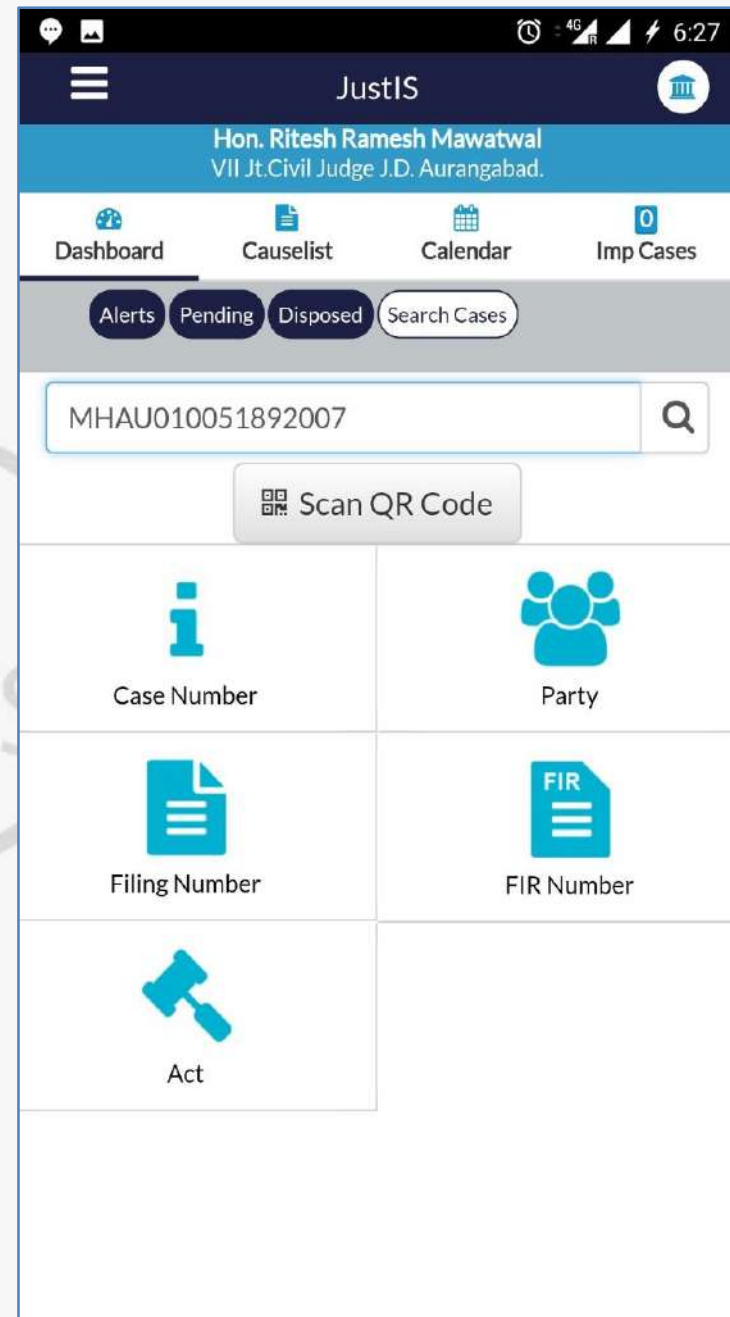 4G R 6:27
JustIS
Hon. Ritesh Ramesh Mawatwal
VII Jt.Civil Judge J.D. Aurangabad.
0
Dashboard Causelist Calendar Imp Cases
Alerts Pending Disposed Search Cases
MHAU010051892007
Scan QR Code
Case Number Party
FIR
Filing Number FIR Number
Act